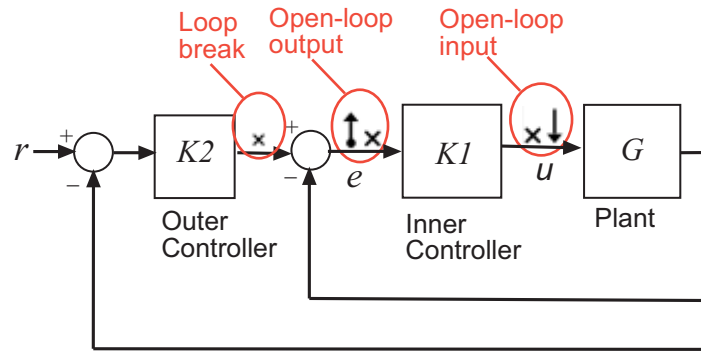 Loop
break
Open-loop
output
Open-loop
input
r
+
−
K2
+
−
e
K1
u
G
Outer
Controller
Inner
Controller
Plant